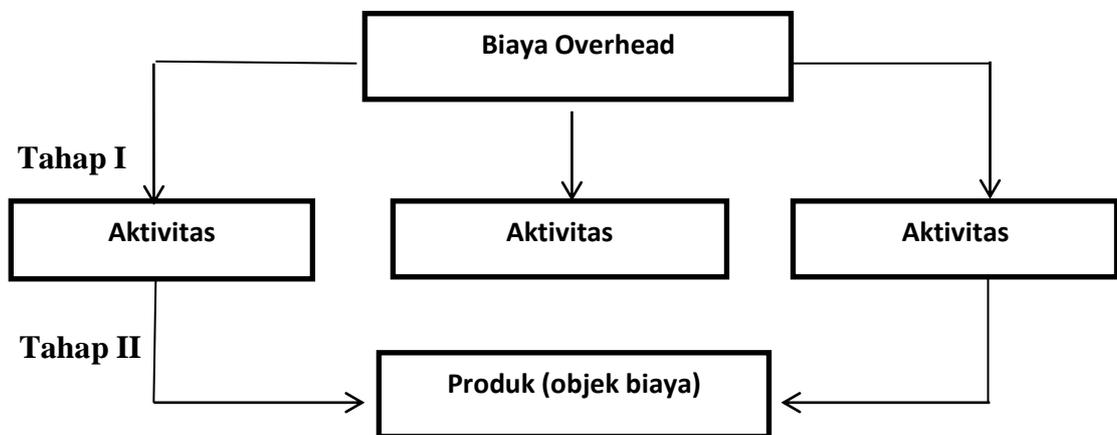 Biaya Overhead
Tahap I
Aktivitas
Aktivitas
Aktivitas
Tahap II
Produk (objek biaya)